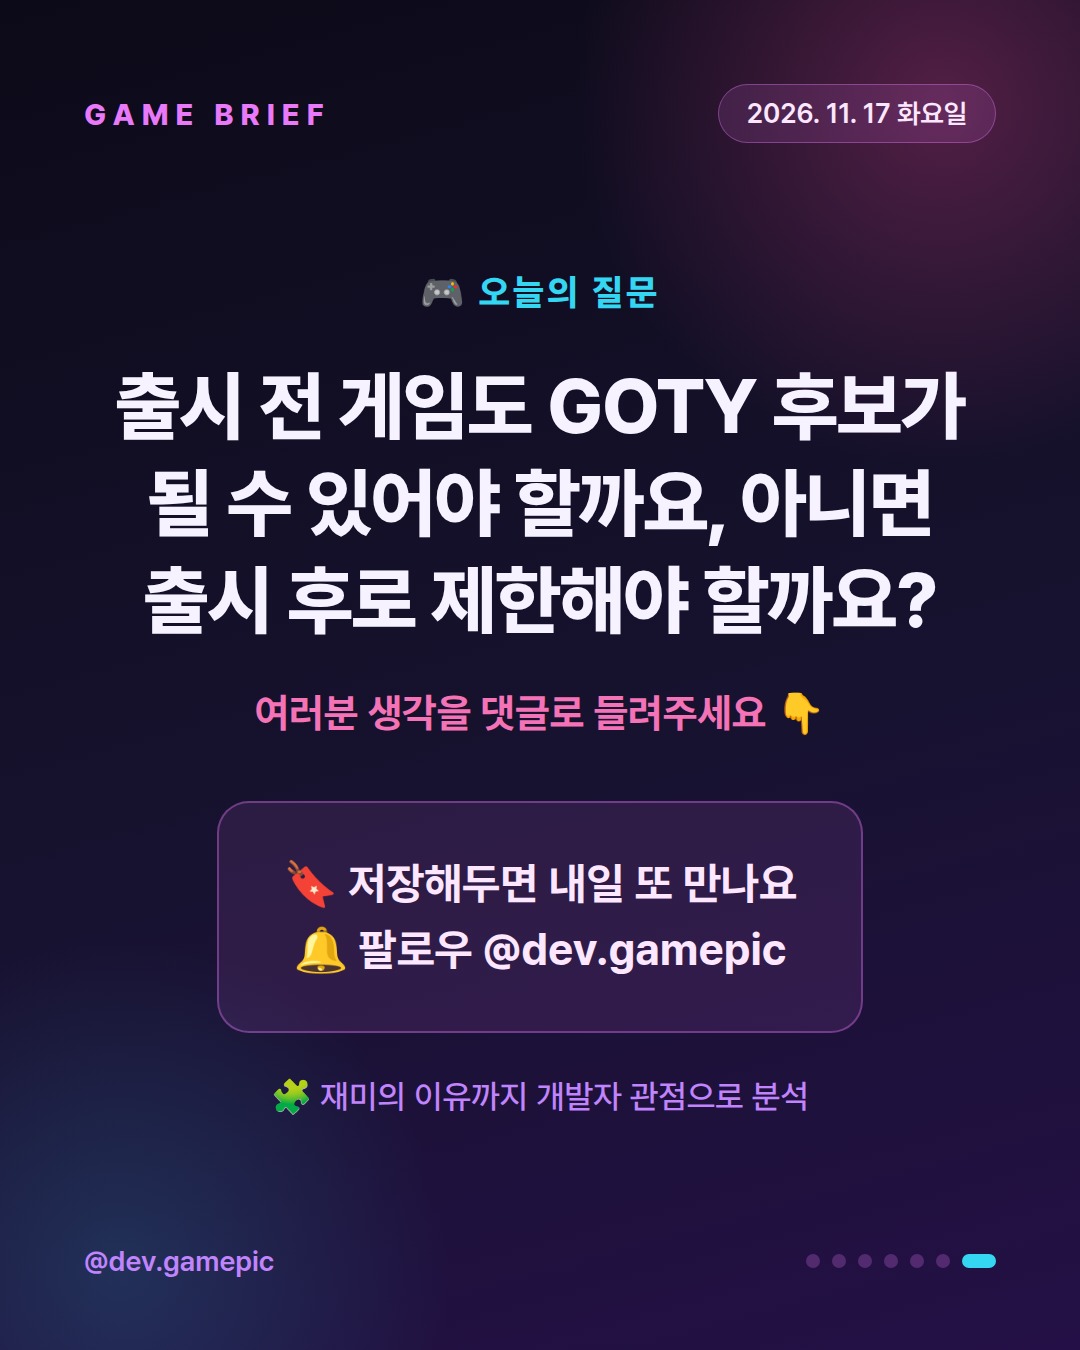 GAME BRIEF
2026. 11. 17 화요일
🎮 오늘의 질문
출시 전 게임도 GOTY 후보가
될 수 있어야 할까요, 아니면
출시 후로 제한해야 할까요?
여러분 생각을 댓글로 들려주세요 👇
🔖 저장해두면 내일 또 만나요
🔔 팔로우 @dev.gamepic
🧩 재미의 이유까지 개발자 관점으로 분석
@dev.gamepic